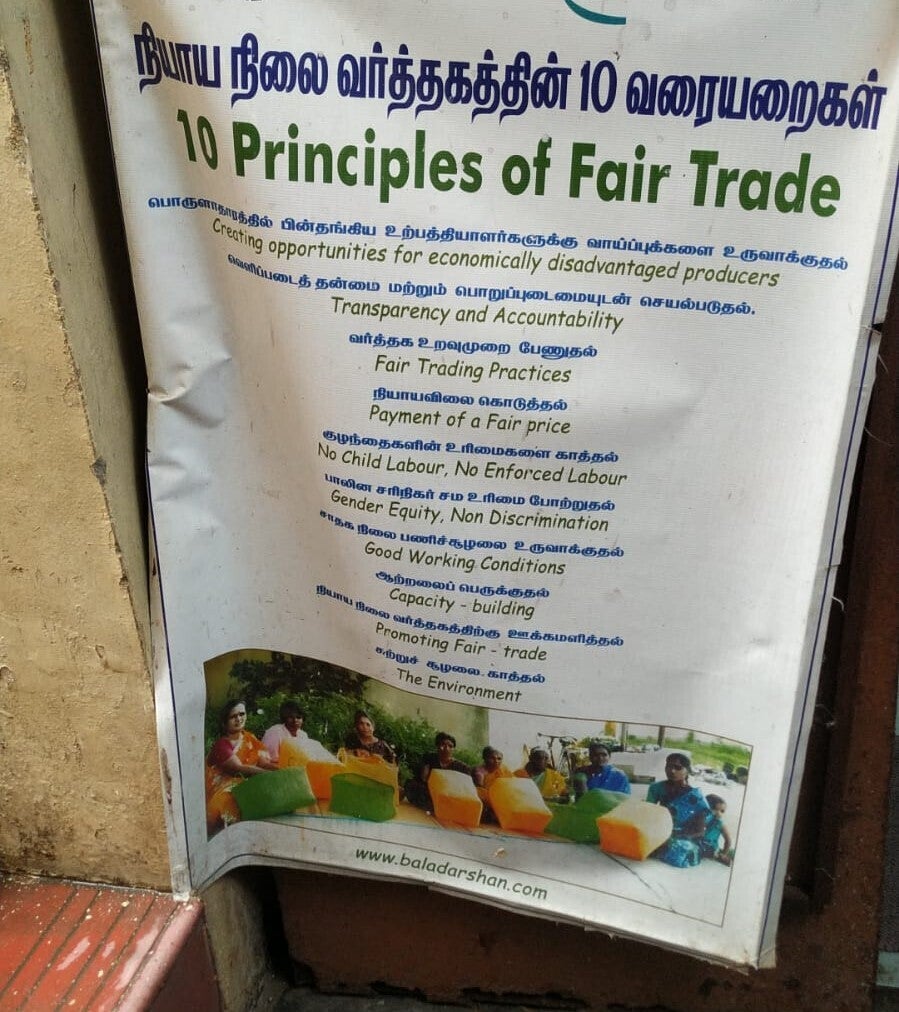 நியாய நிலை வர்த்தகத்தின் 10 வரையறைகள்
10 Principles of Fair Trade
பொருளாதாரத்தில் பின்தங்கிய உற்பத்தியாளர்களுக்கு வாய்ப்புக்களை உருவாக்குதல்
Creating opportunities for economically disadvantaged producers
வெளிப்படைத் தன்மை மற்றும் பொறுப்புடைமையுடன் செயல்படுதல்.
Transparency and Accountability
வர்த்தக உறவுமுறை பேணுதல்
Fair Trading Practices
நியாயவிலை கொடுத்தல்
Payment of a Fair price
குழந்தைகளின் உரிமைகளை காத்தல்
No Child Labour, No Enforced Labour
பாலின சரிநிகர் சம உரிமை போற்றுதல்
Gender Equity, Non Discrimination
சாதக நிலை பணிச்சூழலை உருவாக்குதல்
Good Working Conditions
ஆற்றலைப் பெருக்குதல்
Capacity - building
நியாய நிலை வர்த்தகத்திற்கு ஊக்கமளித்தல்
Promoting Fair - trade
சுற்றுச் சூழலை காத்தல்
The Environment
www.baladarshan.com